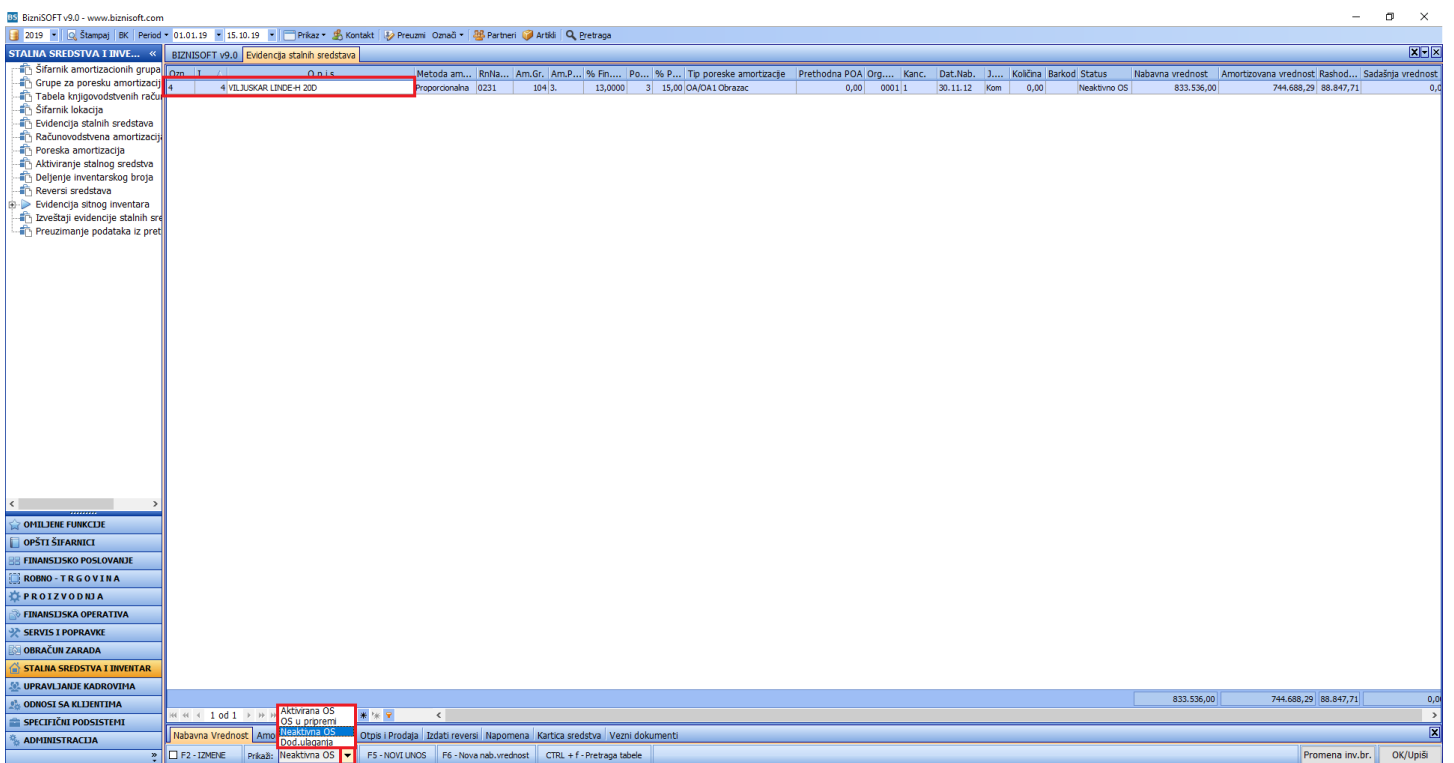 BS BizniSOFT v9.0 - www.biznisoft.com
2019 Štampaj BK Period 01.01.19 15.10.19 Prikaz Kontakt Preuzmi Označi Partneri Artikli Pretraga
STALNA SREDSTVA I INVE... «
BIZNISOFT v9.0 Evidencija stalnih sredstava
Šifarnik amortizacionih grupa
Grupe za poresku amortizacij
Tabela knjigovodstvenih raču
Šifarnik lokacija
Evidencija stalnih sredstava
Računovodstvena amortizacij
Poreska amortizacija
Aktiviranje stalnog sredstva
Deljenje inventarskog broja
Reversi sredstava
Evidencija sitnog inventara
Izveštaji evidencije stalnih sre
Preuzimanje podataka iz pret
Ozn. I / O p i s Metoda am... RnNa... Am.Gr. Am.P... % Fin.... Po... % P... Tip poreske amortizacije Prethodna POA Org.... Kanc. Dat.Nab. J.... Količina Barkod Status Nabavna vrednost Amortizovana vrednost Rashod... Sadašnja vrednost
4 4 VILJUSKAR LINDE-H 20D Proporcionalna 0231 104 3. 13,0000 3 15,00 OA/OA1 Obrazac 0,00 0001 1 30.11.12 Kom 0,00 Neaktivno OS 833.536,00 744.688,29 88.847,71 0,0
OMILJENE FUNKCIJE
OPŠTI ŠIFARNICI
FINANSIJSKO POSLOVANJE
ROBNO - T R G O V I N A
P R O I Z V O D NJ A
FINANSIJSKA OPERATIVA
SERVIS I POPRAVKE
OBRAČUN ZARADA
STALNA SREDSTVA I INVENTAR
UPRAVLJANJE KADROVIMA
ODNOSI SA KLIJENTIMA
SPECIFIČNI PODSISTEMI
ADMINISTRACIJA
833.536,00 744.688,29 88.847,71 0,0
1 od 1
Aktivirana OS
OS u pripremi
Neaktivna OS
Dod.ulaganja
Nabavna Vrednost Amo Otpis i Prodaja Izdati reversi Napomena Kartica sredstva Vezni dokumenti
F2 - IZMENE Prikaži: Neaktivna OS F5 - NOVI UNOS F6 - Nova nab.vrednost CTRL + f - Pretraga tabele Promena inv.br. OK/Upiši